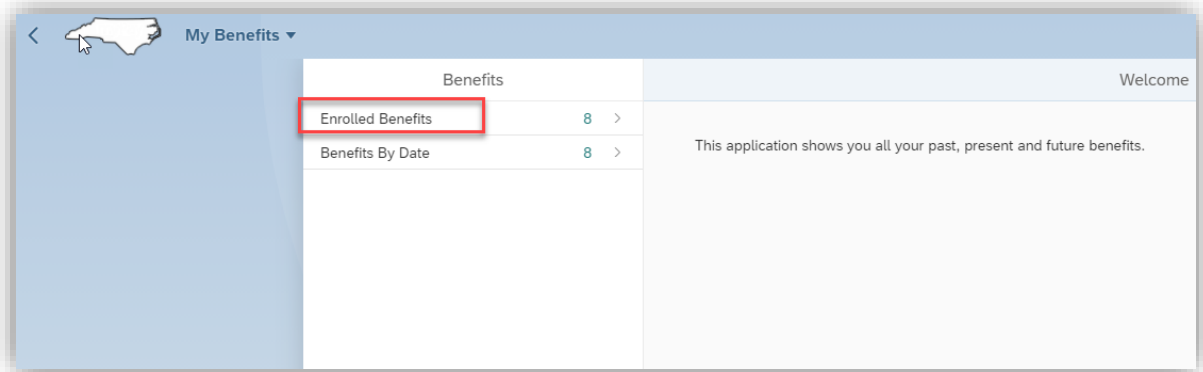 My Benefits
Benefits
Welcome
Enrolled Benefits 8
Benefits By Date 8
This application shows you all your past, present and future benefits.